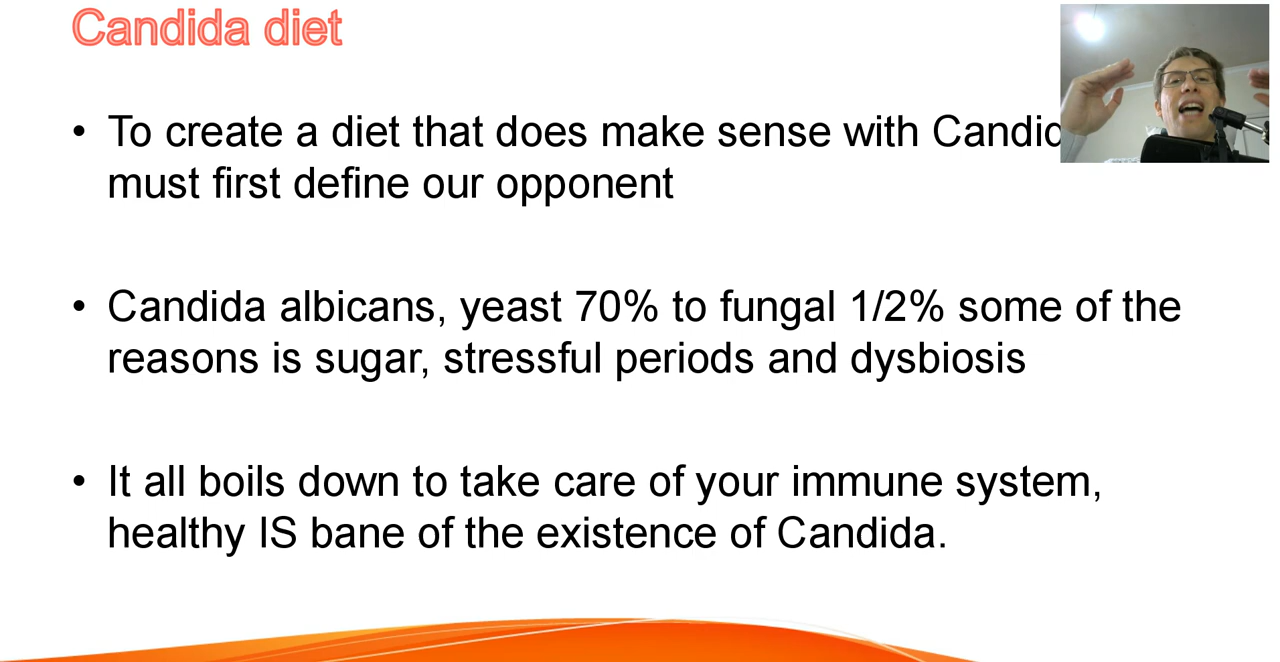 Candida diet
• To create a diet that does make sense with
must first define our opponent
• Candida albicans, yeast 70% to fungal 1/2% some of the
reasons is sugar, stressful periods and dysbiosis
• It all boils down to take care of your immune system,
healthy IS bane of the existence of Candida.